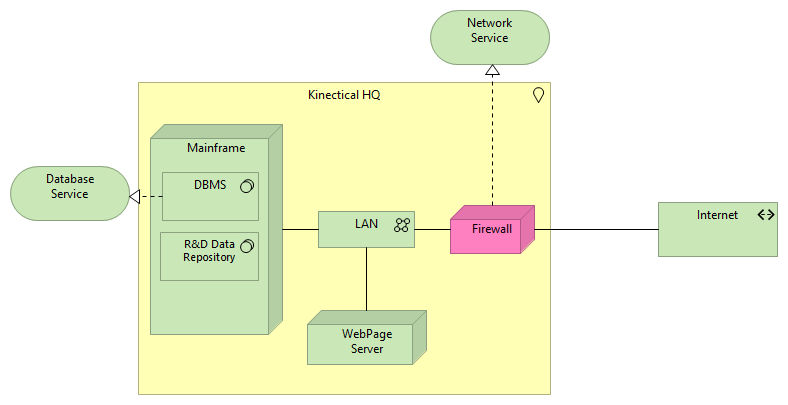 Network
Service
Kinectical HQ
Mainframe
Database
Service
DBMS
R&D Data
Repository
LAN
Firewall
Internet
WebPage
Server